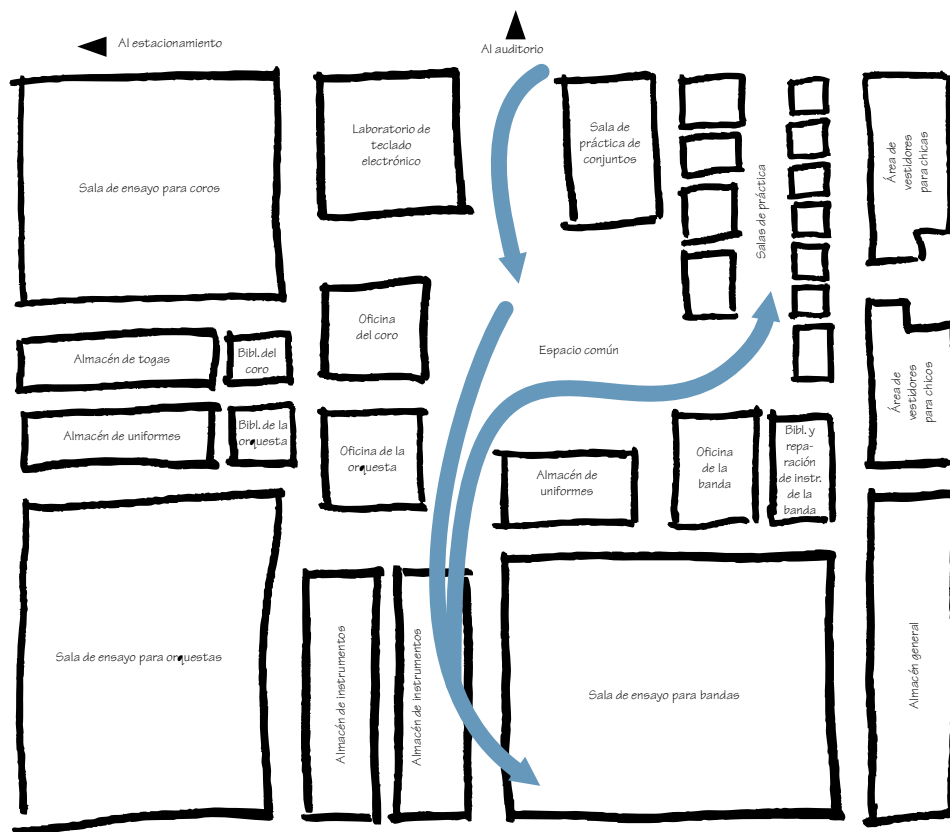 Al estacionamiento
Al auditorio
Sala de ensayo para coros
Laboratorio de
teclado
electrónico
Sala de
práctica de
conjuntos
Salas de práctica
Área de
vestidores
para chicas
Almacén de togas
Bibl. del
coro
Oficina
del coro
Espacio común
Área de
vestidores
para chicos
Almacén de uniformes
Bibl. de la
orquesta
Oficina de la
orquesta
Almacén de
uniformes
Oficina
de la
banda
Bibl. y
repa-
ración
de instr.
de la
banda
Sala de ensayo para orquestas
Almacén de instrumentos
Almacén de instrumentos
Sala de ensayo para bandas
Almacén general